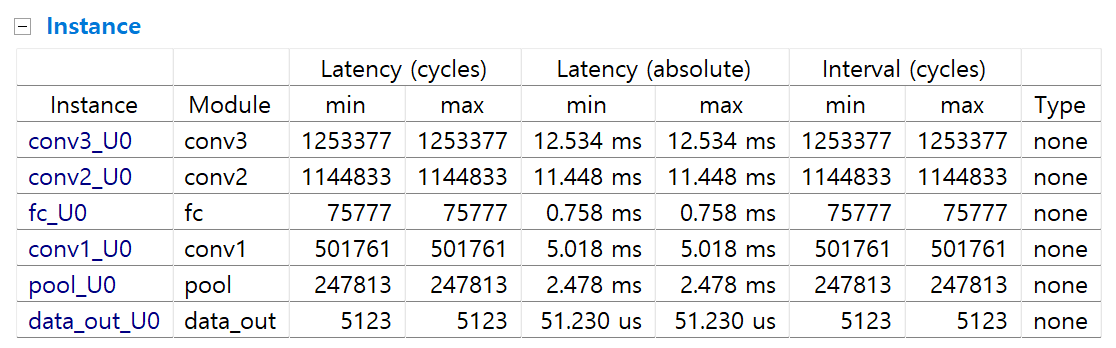 Instance
Latency (cycles) Latency (absolute) Interval (cycles)
Instance Module min max min max min max Type
conv3_U0 conv3 1253377 1253377 12.534 ms 12.534 ms 1253377 1253377 none
conv2_U0 conv2 1144833 1144833 11.448 ms 11.448 ms 1144833 1144833 none
fc_U0 fc 75777 75777 0.758 ms 0.758 ms 75777 75777 none
conv1_U0 conv1 501761 501761 5.018 ms 5.018 ms 501761 501761 none
pool_U0 pool 247813 247813 2.478 ms 2.478 ms 247813 247813 none
data_out_U0 data_out 5123 5123 51.230 us 51.230 us 5123 5123 none